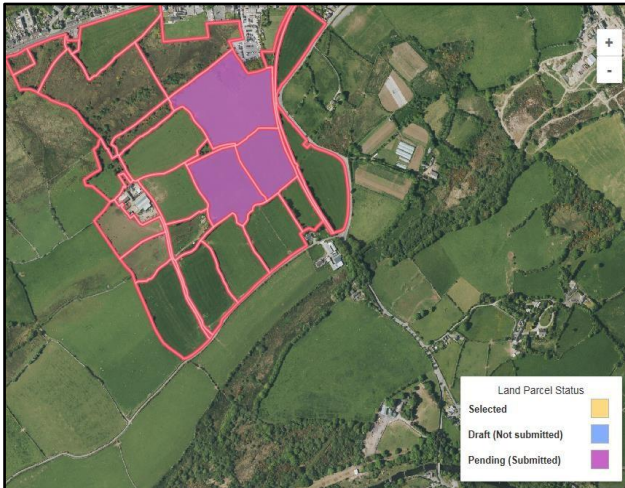 +
-
Land Parcel Status
Selected
Draft (Not submitted)
Pending (Submitted)